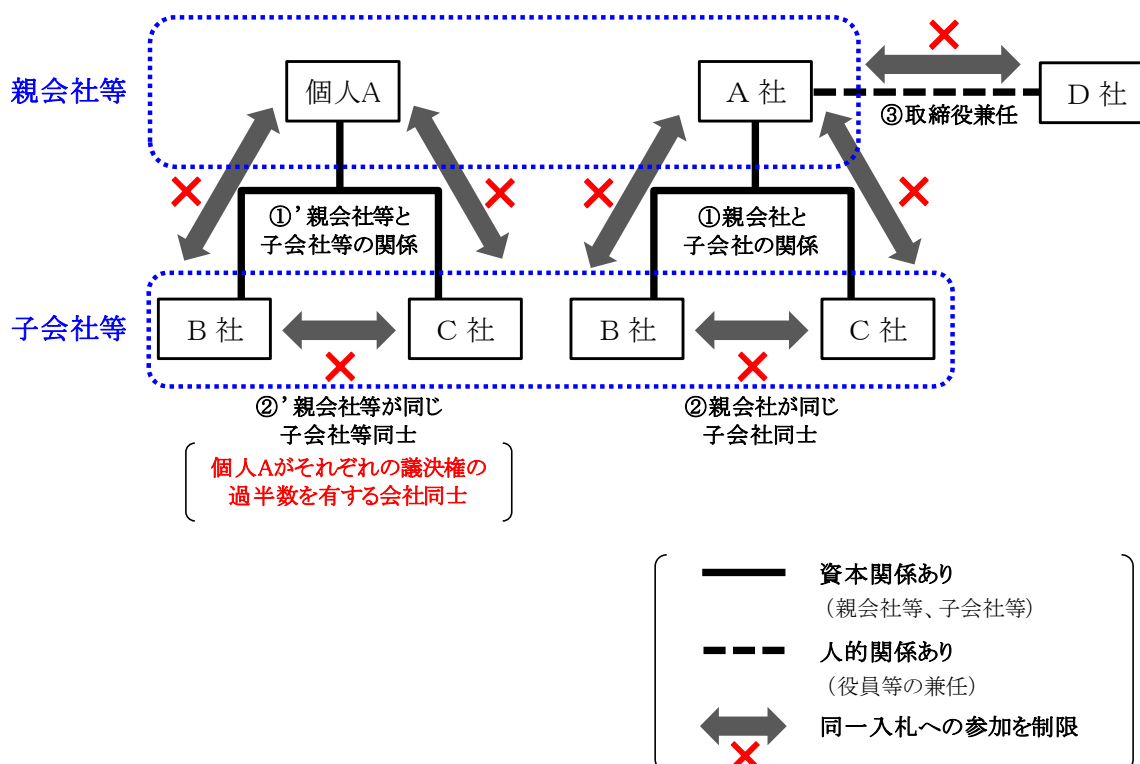 親会社等
個人A
A 社
D 社
③取締役兼任
①’親会社等と
子会社等の関係
①親会社と
子会社の関係
子会社等
B 社
C 社
B 社
C 社
②’親会社等が同じ
子会社等同士
②親会社が同じ
子会社同士
個人Aがそれぞれの議決権の
過半数を有する会社同士
資本関係あり
（親会社等、子会社等）
人的関係あり
（役員等の兼任）
同一入札への参加を制限